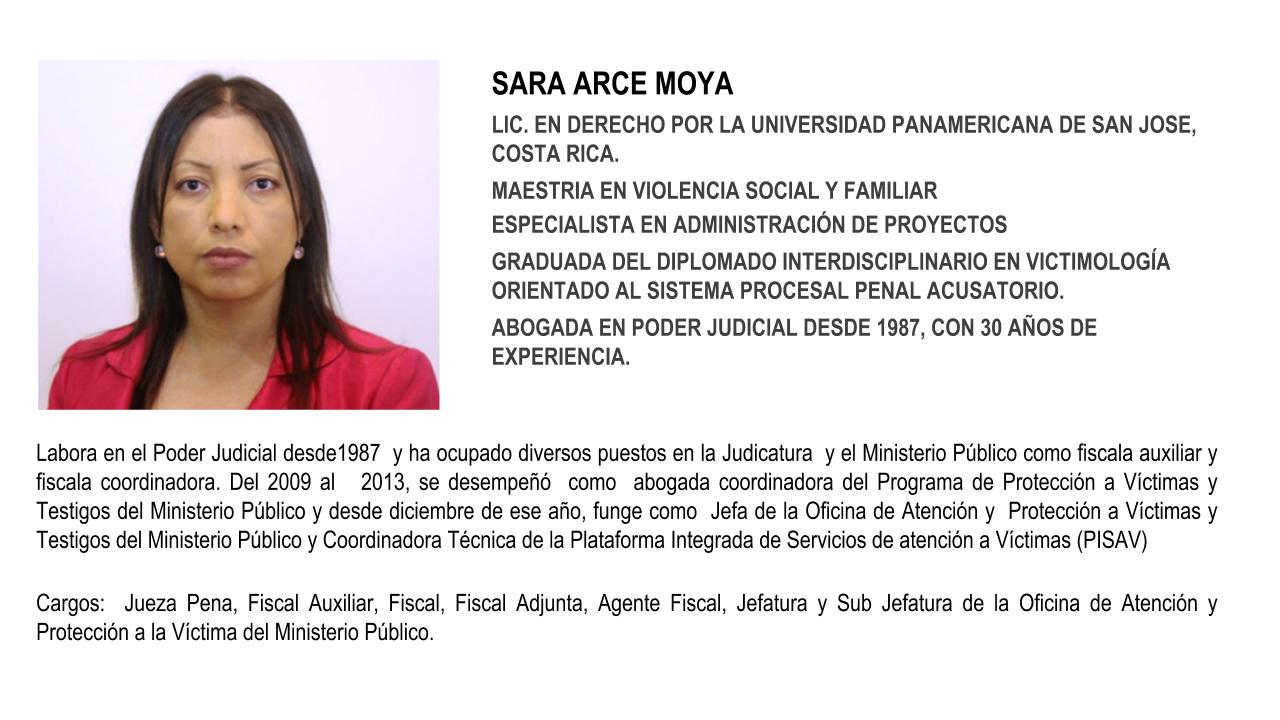 SARA ARCE MOYA
LIC. EN DERECHO POR LA UNIVERSIDAD PANAMERICANA DE SAN JOSE,
COSTA RICA.
MAESTRIA EN VIOLENCIA SOCIAL Y FAMILIAR
ESPECIALISTA EN ADMINISTRACIÓN DE PROYECTOS
GRADUADA DEL DIPLOMADO INTERDISCIPLINARIO EN VICTIMOLOGÍA
ORIENTADO AL SISTEMA PROCESAL PENAL ACUSATORIO.
ABOGADA EN PODER JUDICIAL DESDE 1987, CON 30 AÑOS DE
EXPERIENCIA.
Labora en el Poder Judicial desde1987 y ha ocupado diversos puestos en la Judicatura y el Ministerio Público como fiscala auxiliar y
fiscala coordinadora. Del 2009 al 2013, se desempeñó como abogada coordinadora del Programa de Protección a Víctimas y
Testigos del Ministerio Público y desde diciembre de ese año, funge como Jefa de la Oficina de Atención y Protección a Víctimas y
Testigos del Ministerio Público y Coordinadora Técnica de la Plataforma Integrada de Servicios de atención a Víctimas (PISAV)
Cargos: Jueza Pena, Fiscal Auxiliar, Fiscal, Fiscal Adjunta, Agente Fiscal, Jefatura y Sub Jefatura de la Oficina de Atención y
Protección a la Víctima del Ministerio Público.